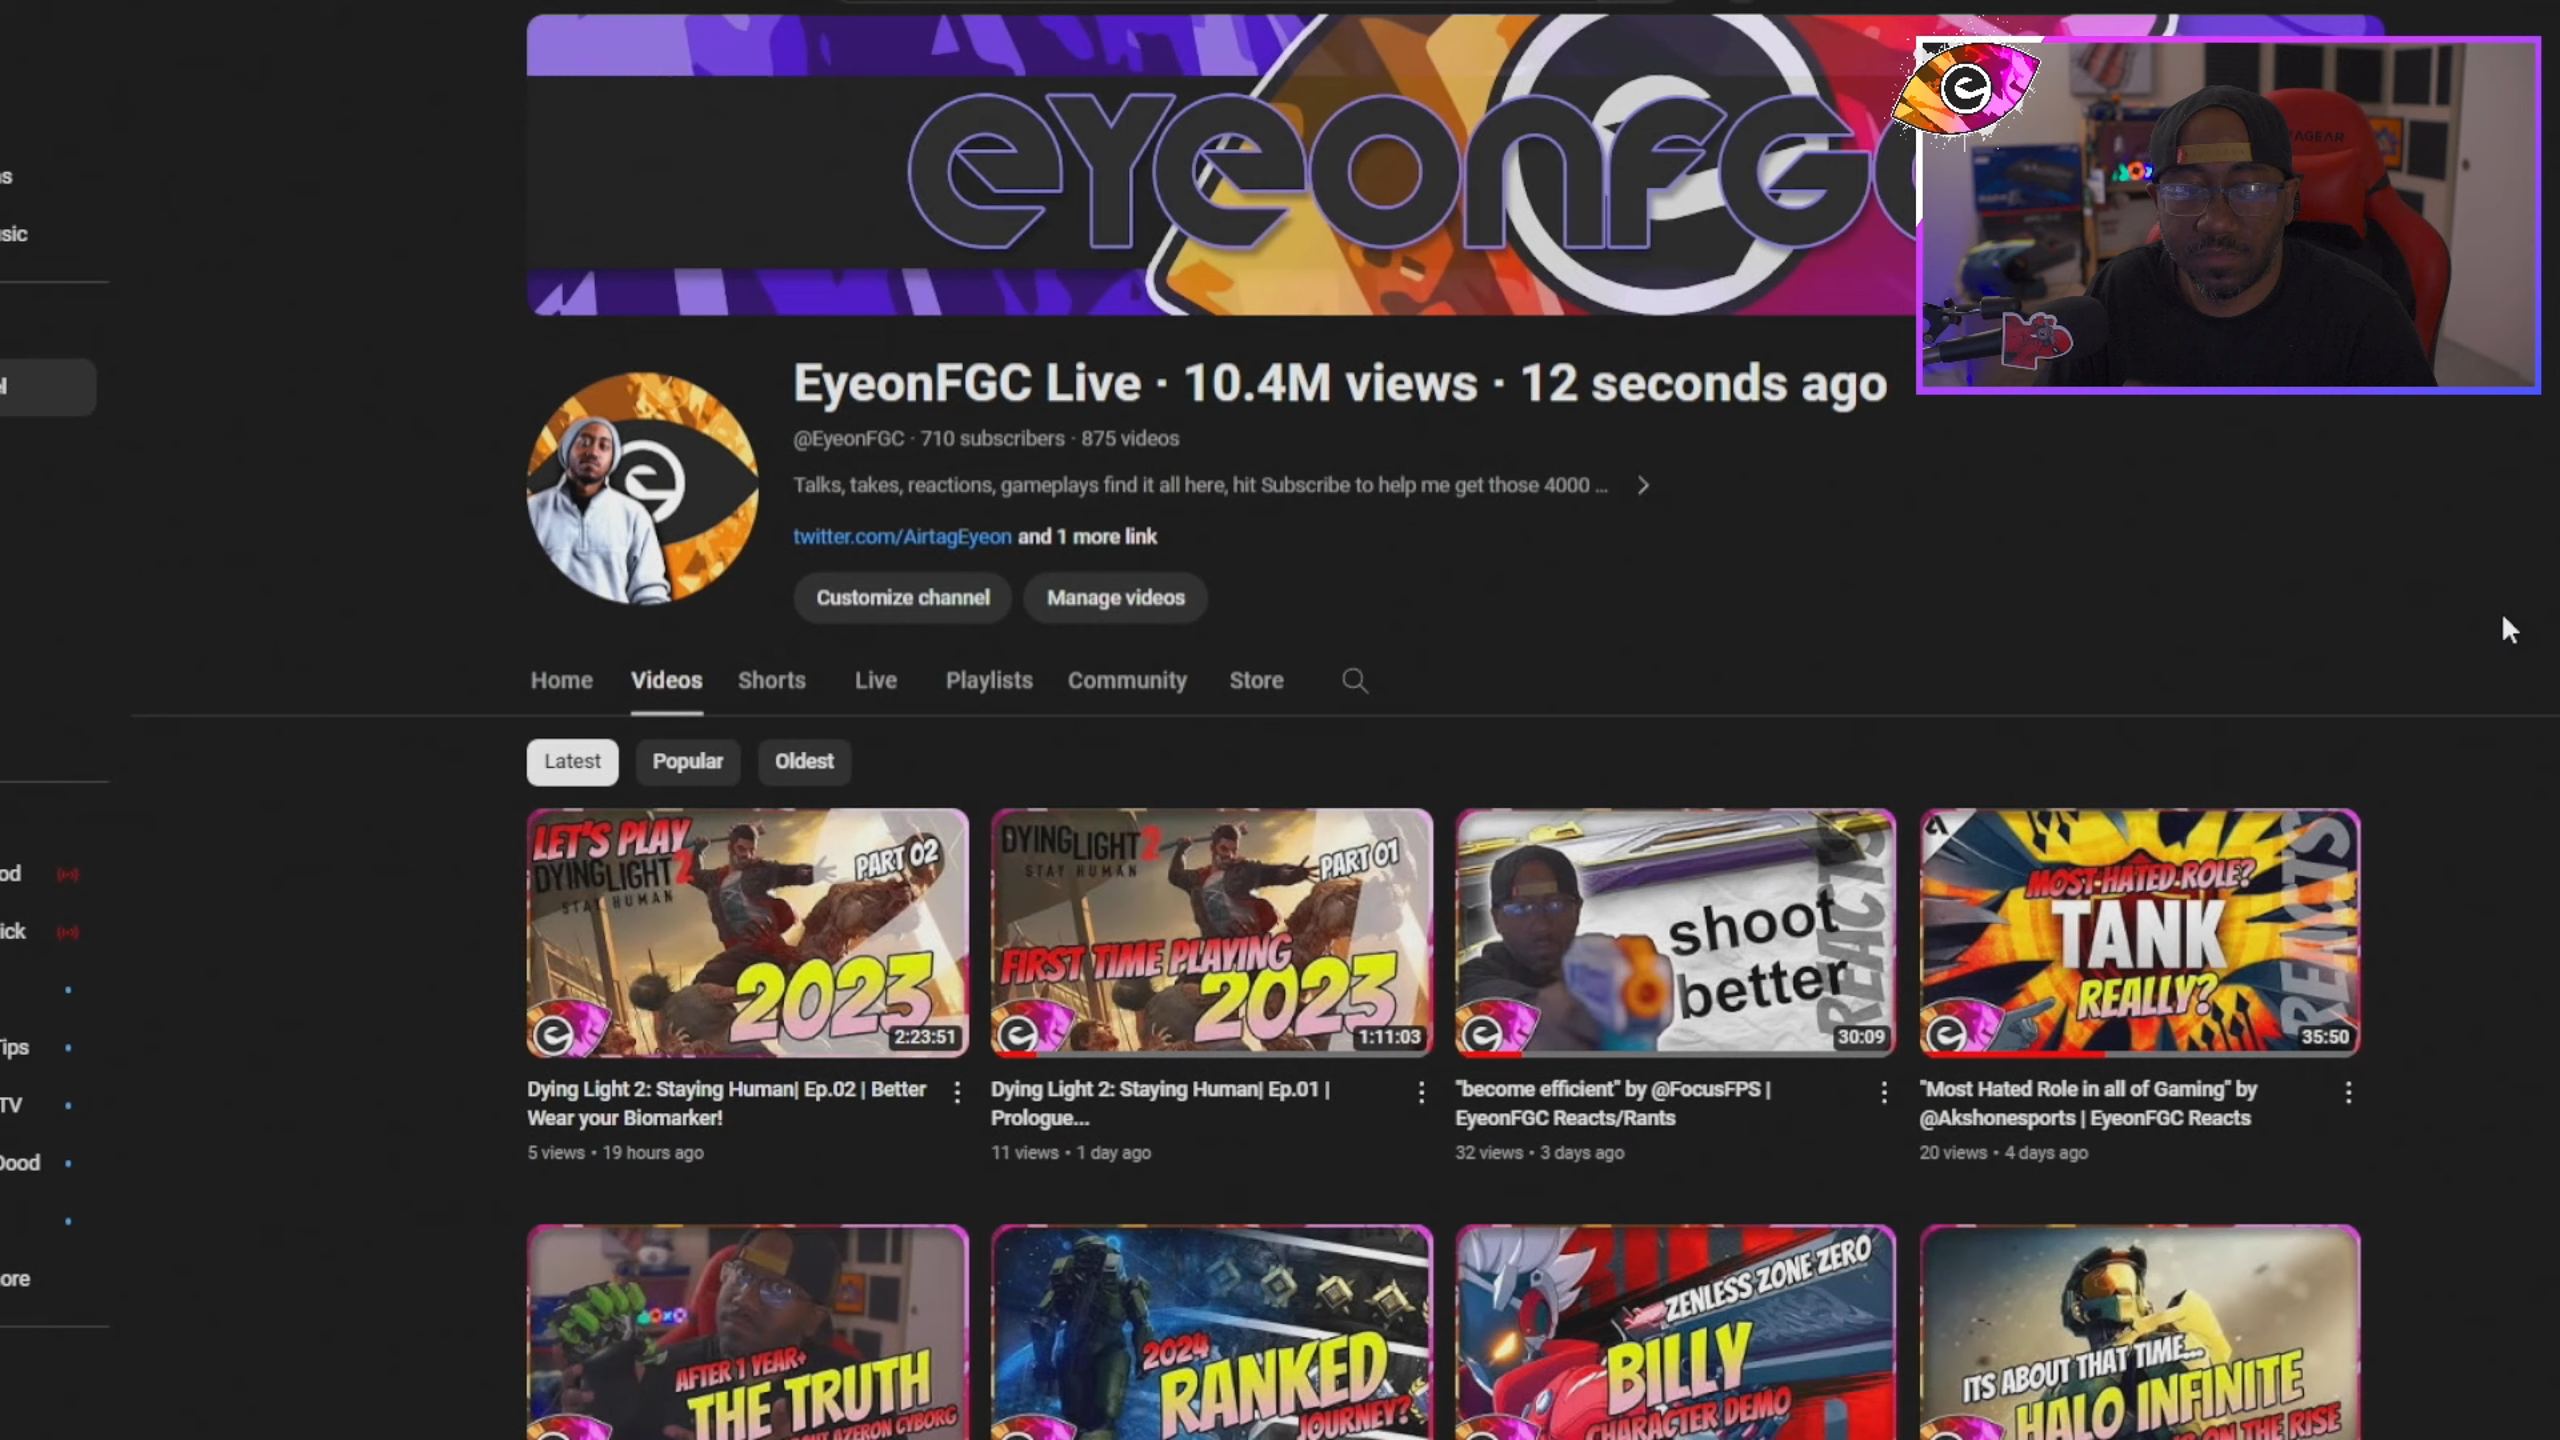 eyeonFGC
AGEAR
EyeonFGC Live · 10.4M views · 12 seconds ago
@EyeonFGC · 710 subscribers · 875 videos
Talks, takes, reactions, gameplays find it all here, hit Subscribe to help me get those 4000 ...
twitter.com/AirtagEyeon and 1 more link
Customize channel Manage videos
Home Videos Shorts Live Playlists Community Store
Latest Popular Oldest
LET'S PLAY
DYING LIGHT 2
STAY HUMAN
PART 02
2023
2:23:51
DYING LIGHT 2
STAY HUMAN
PART 01
FIRST TIME PLAYING
2023
1:11:03
shoot
better
REACTS
30:09
MOST HATED ROLE?
TANK
REALLY?
REACTS
35:50
Dying Light 2: Staying Human| Ep.02 | Better
Wear your Biomarker!
5 views • 19 hours ago
Dying Light 2: Staying Human| Ep.01 |
Prologue...
11 views • 1 day ago
"become efficient" by @FocusFPS |
EyeonFGC Reacts/Rants
32 views • 3 days ago
"Most Hated Role in all of Gaming" by
@Akshonesports | EyeonFGC Reacts
20 views • 4 days ago
AFTER 1 YEAR+
THE TRUTH
AZERON CYBORG
2024
RANKED
JOURNEY?
ZENLESS ZONE ZERO
BILLY
CHARACTER DEMO
ITS ABOUT THAT TIME...
HALO INFINITE
ON THE RISE
s
sic
od
ick
ips
TV
Dood
ore